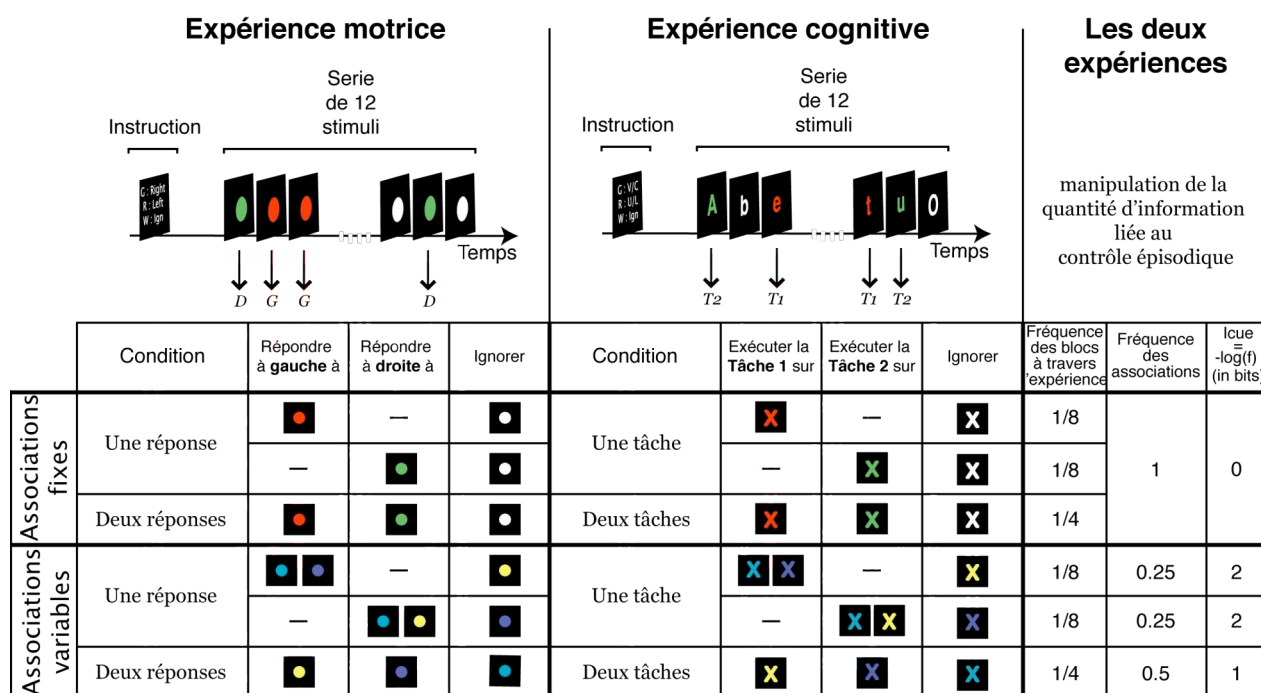 Expérience motrice
Expérience cognitive
Les deux
expériences
Serie
de 12
stimuli
Instruction
G : Right
R : Left
W : Ign
Temps
D
G
G
D
Serie
de 12
stimuli
Instruction
G : V/C
R : U/L
W : Ign
A
b
e
t
u
O
Temps
T2
T1
T1
T2
manipulation de la
quantité d'information
liée au
contrôle épisodique
Condition
Répondre
à gauche à
Répondre
à droite à
Ignorer
Condition
Exécuter la
Tâche 1 sur
Exécuter la
Tâche 2 sur
Ignorer
Fréquence
des blocs
à travers
'expérience
Fréquence
des
associations
Icue
=
-log(f)
(in bits)
Associations
fixes
Une réponse
—
Une tâche
X
—
X
1/8
1
0
—
—
X
X
1/8
Deux réponses
Deux tâches
X
X
X
1/4
Associations
variables
Une réponse
—
Une tâche
X X
—
X
1/8
0.25
2
—
—
X X
X
1/8
0.25
2
Deux réponses
Deux tâches
X
X
X
1/4
0.5
1